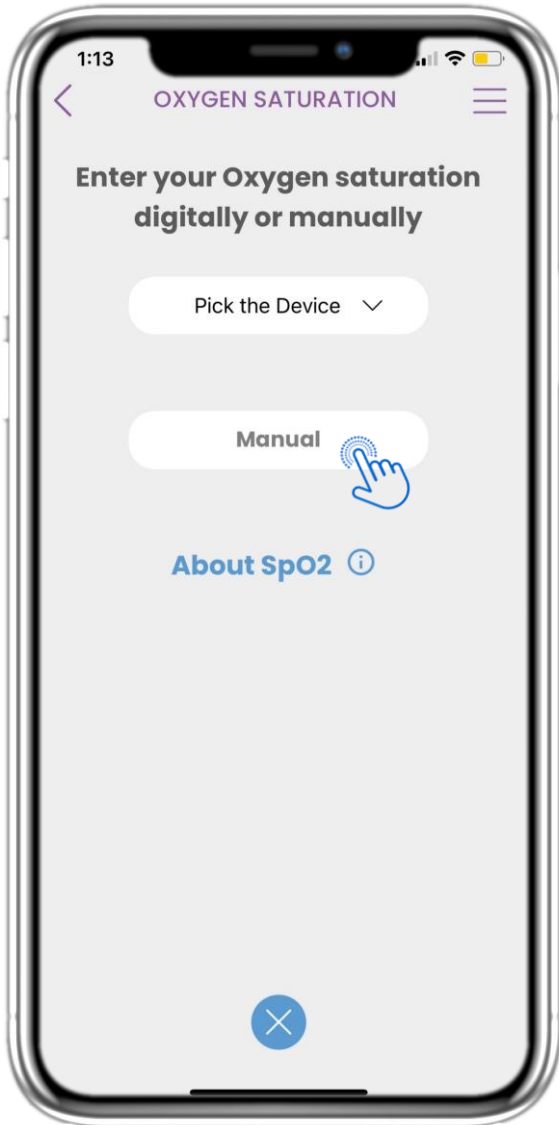 1:13
OXYGEN SATURATION
Enter your Oxygen saturation
digitally or manually
Pick the Device
Manual
About SpO2